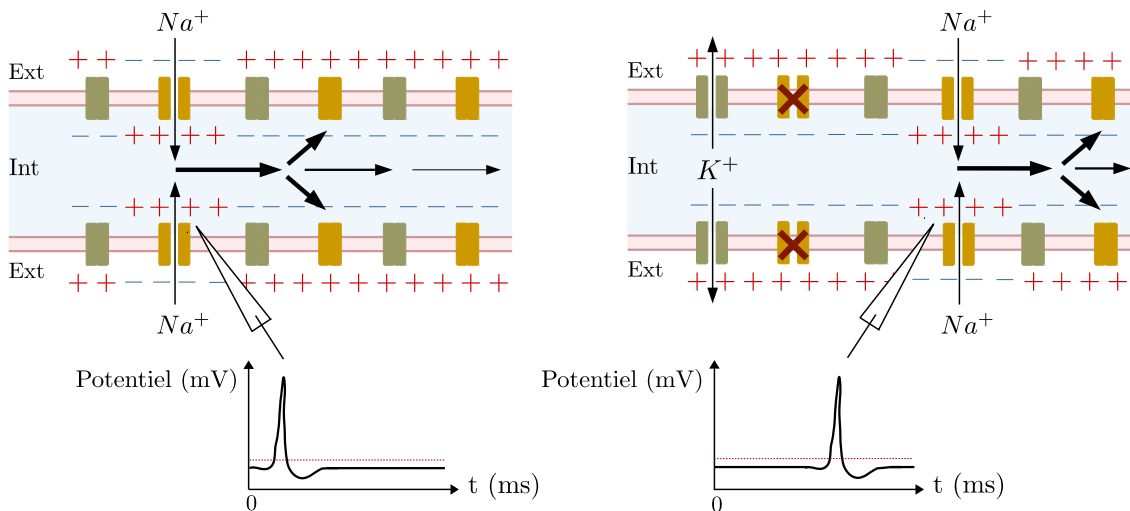 Na⁺
Ext
Int
Ext
Na⁺
Potentiel (mV)
0
t (ms)
Na⁺
Ext
Int
K⁺
Ext
Na⁺
Potentiel (mV)
0
t (ms)